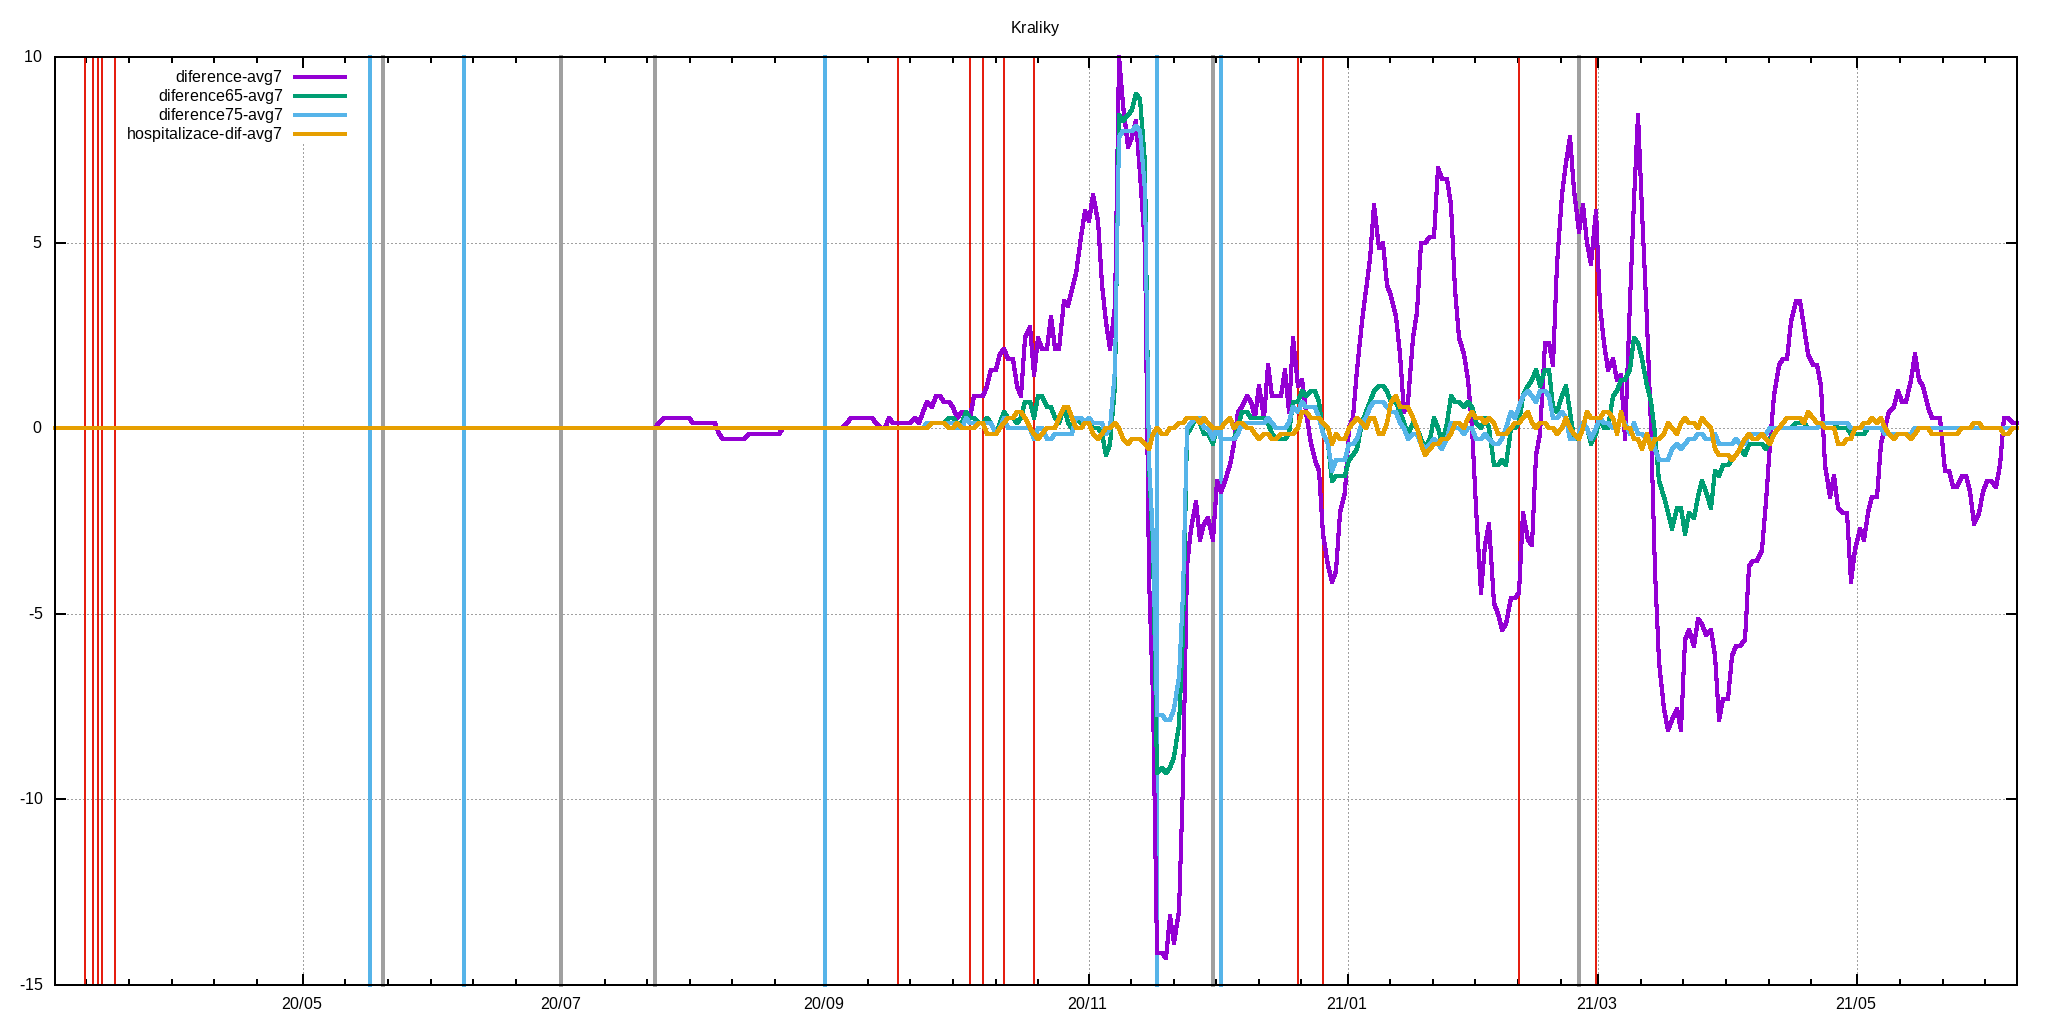 Kraliky
10
5
0
-5
-10
-15
diference-avg7
diference65-avg7
diference75-avg7
hospitalizace-dif-avg7
20/05 20/07 20/09 20/11 21/01 21/03 21/05